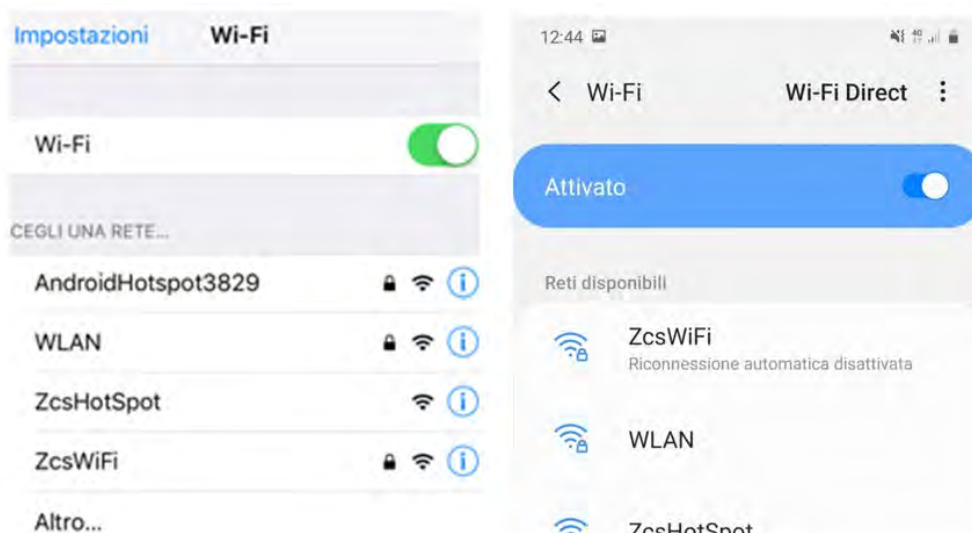 Impostazioni Wi-Fi
Wi-Fi
CEGLI UNA RETE...
AndroidHotspot3829
WLAN
ZcsHotSpot
ZcsWiFi
Altro...
12:44
Wi-Fi Wi-Fi Direct
Attivato
Reti disponibili
ZcsWiFi
Riconnessione automatica disattivata
WLAN
ZcsHotSpot